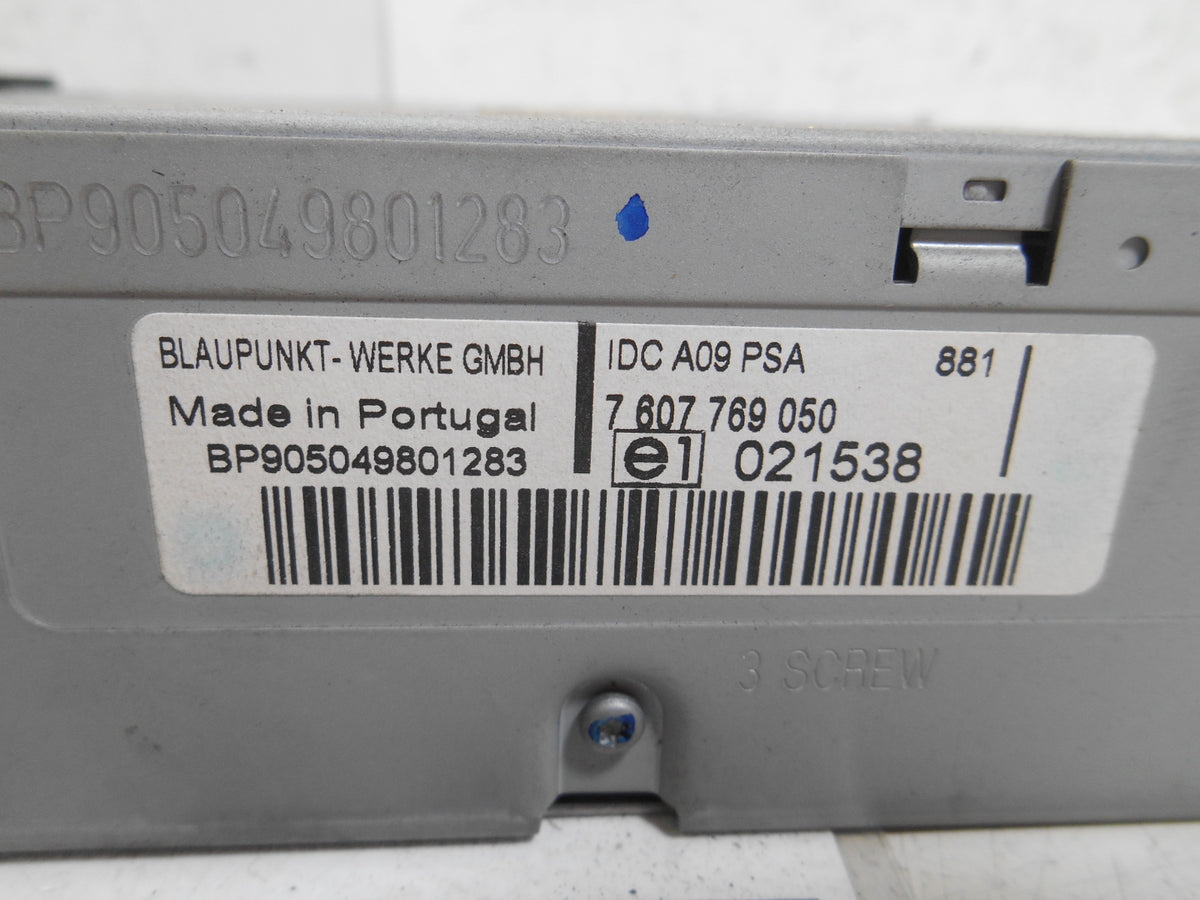 BP905049801283
BLAUPUNKT-WERKE GMBH
Made in Portugal
BP905049801283
IDC A09 PSA 881
7 607 769 050
e1 021538
3 SCREW